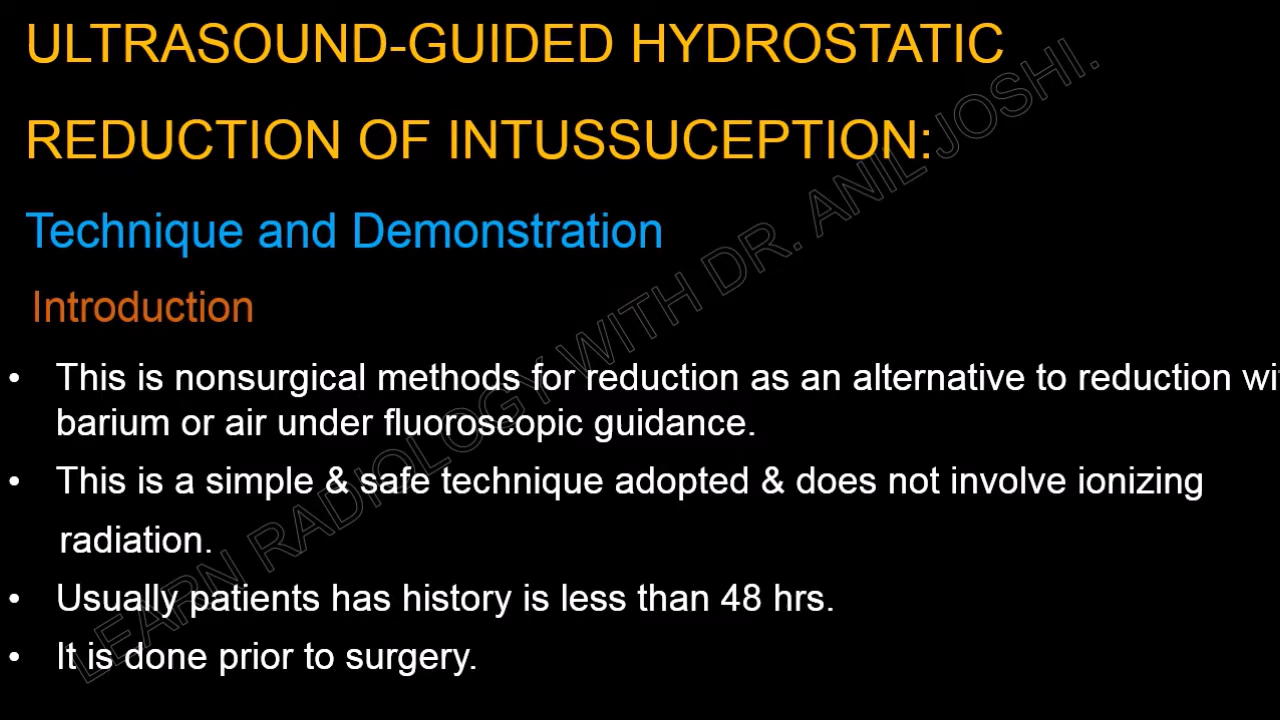 ULTRASOUND-GUIDED HYDROSTATIC
REDUCTION OF INTUSSUCEPTION:
Technique and Demonstration
Introduction
• This is nonsurgical methods for reduction as an alternative to reduction wi
barium or air under fluoroscopic guidance.
• This is a simple & safe technique adopted & does not involve ionizing
radiation.
• Usually patients has history is less than 48 hrs.
• It is done prior to surgery.
LEARN RADIOLOGY WITH DR. ANIL JOSHI.